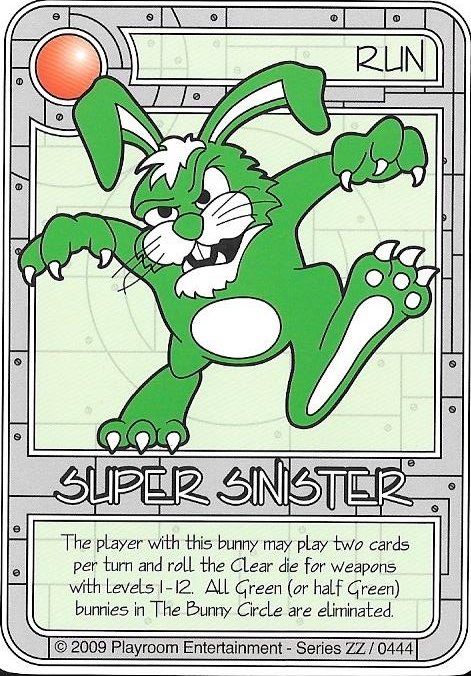 RUN
SUPER SINISTER
The player with this bunny may play two cards
per turn and roll the Clear die for weapons
with Levels 1-12. All Green (or half Green)
bunnies in The Bunny Circle are eliminated.
© 2009 Playroom Entertainment - Series ZZ / 0444